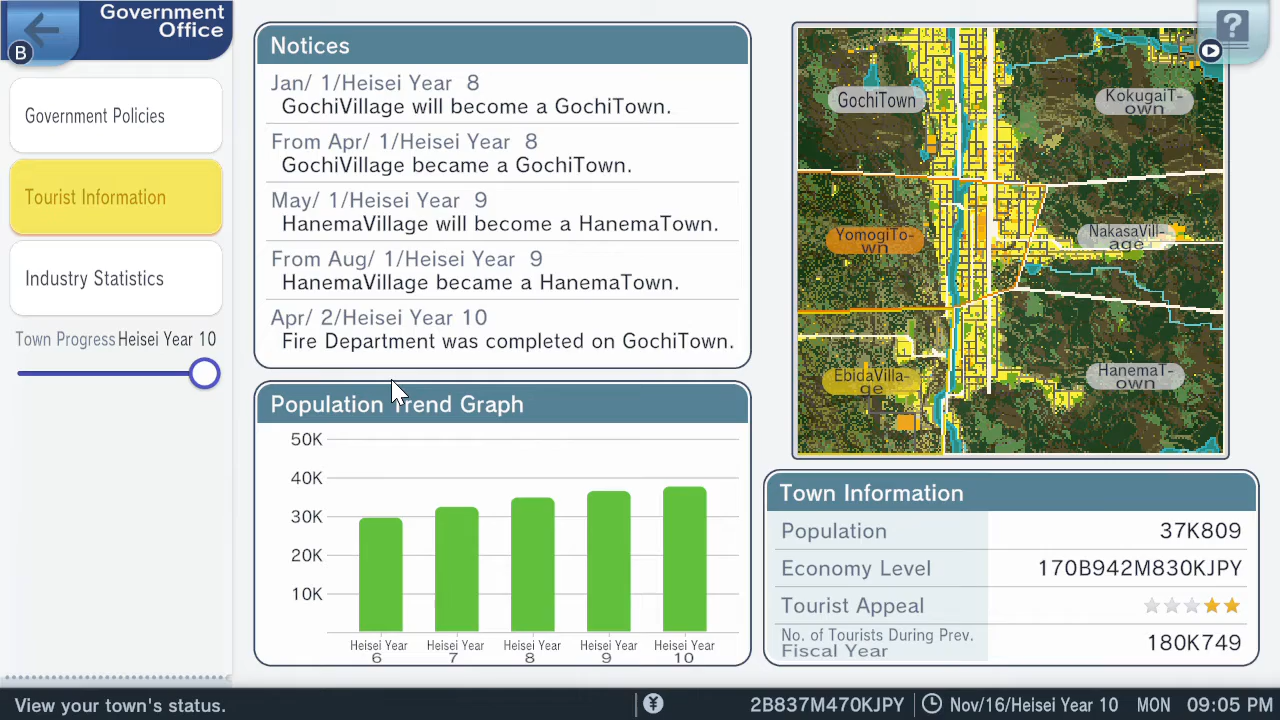 Government
Office
B
Government Policies
Tourist Information
Industry Statistics
Town Progress Heisei Year 10
Notices
Jan/ 1/Heisei Year 8
GochiVillage will become a GochiTown.
From Apr/ 1/Heisei Year 8
GochiVillage became a GochiTown.
May/ 1/Heisei Year 9
HanemaVillage will become a HanemaTown.
From Aug/ 1/Heisei Year 9
HanemaVillage became a HanemaTown.
Apr/ 2/Heisei Year 10
Fire Department was completed on GochiTown.
Population Trend Graph
50K
40K
30K
20K
10K
Heisei Year Heisei Year Heisei Year Heisei Year Heisei Year
6 7 8 9 10
?
GochiTown
KokugaiT-
own
YomogiTo-
wn
NakasaVill-
age
EbidaVilla-
ge
HanemaT-
own
Town Information
Population 37K809
Economy Level 170B942M830KJPY
Tourist Appeal ★★★★★
No. of Tourists During Prev.
Fiscal Year 180K749
View your town's status.
¥ 2B837M470KJPY Nov/16/Heisei Year 10 MON 09:05 PM